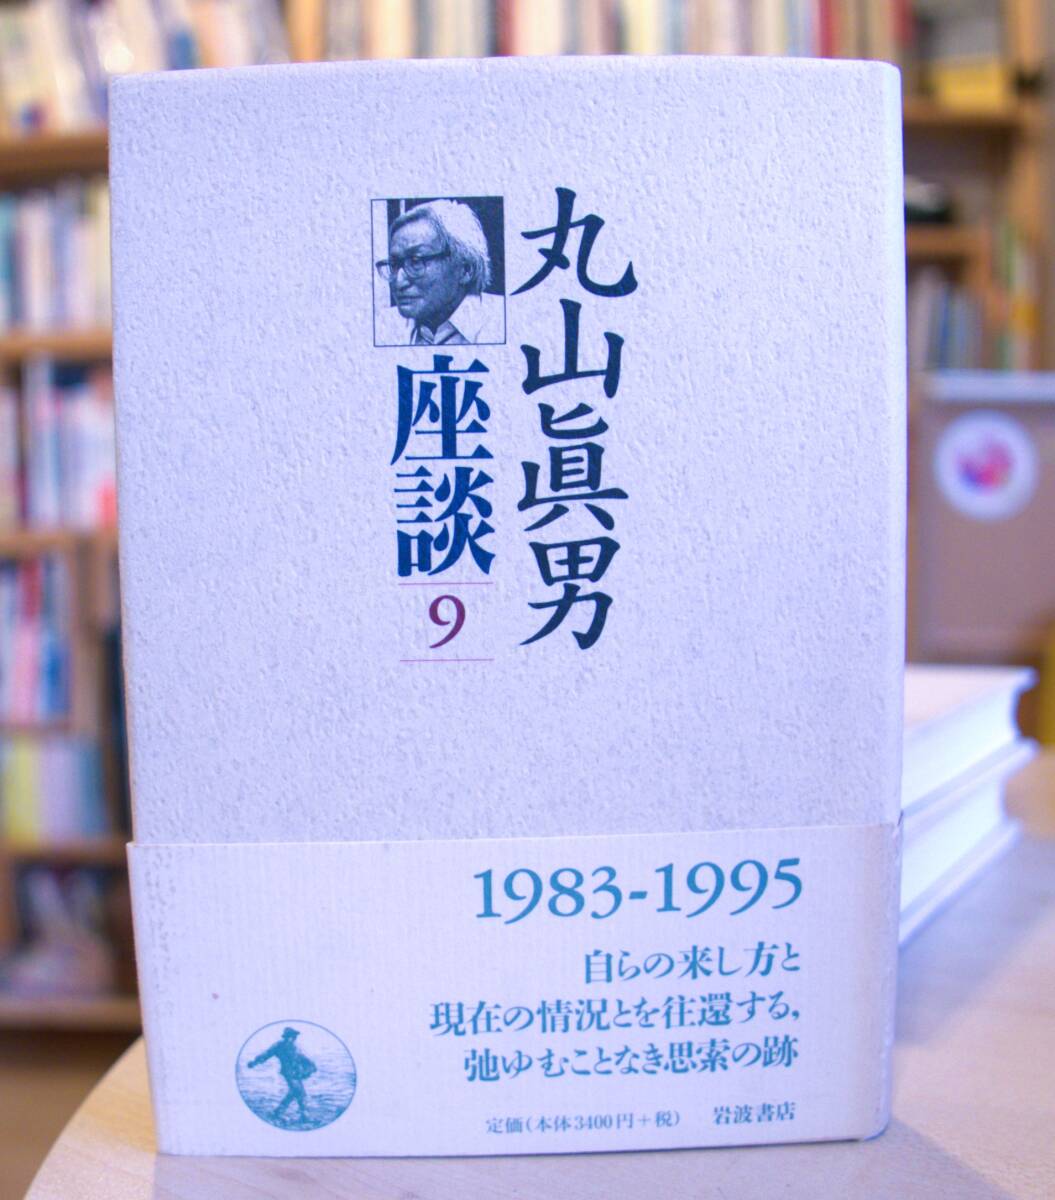 丸山眞男
座談
9
1983-1995
自らの来し方と
現在の情況とを往還する,
弛ゆむことなき思索の跡
定価(本体3400円+税) 岩波書店